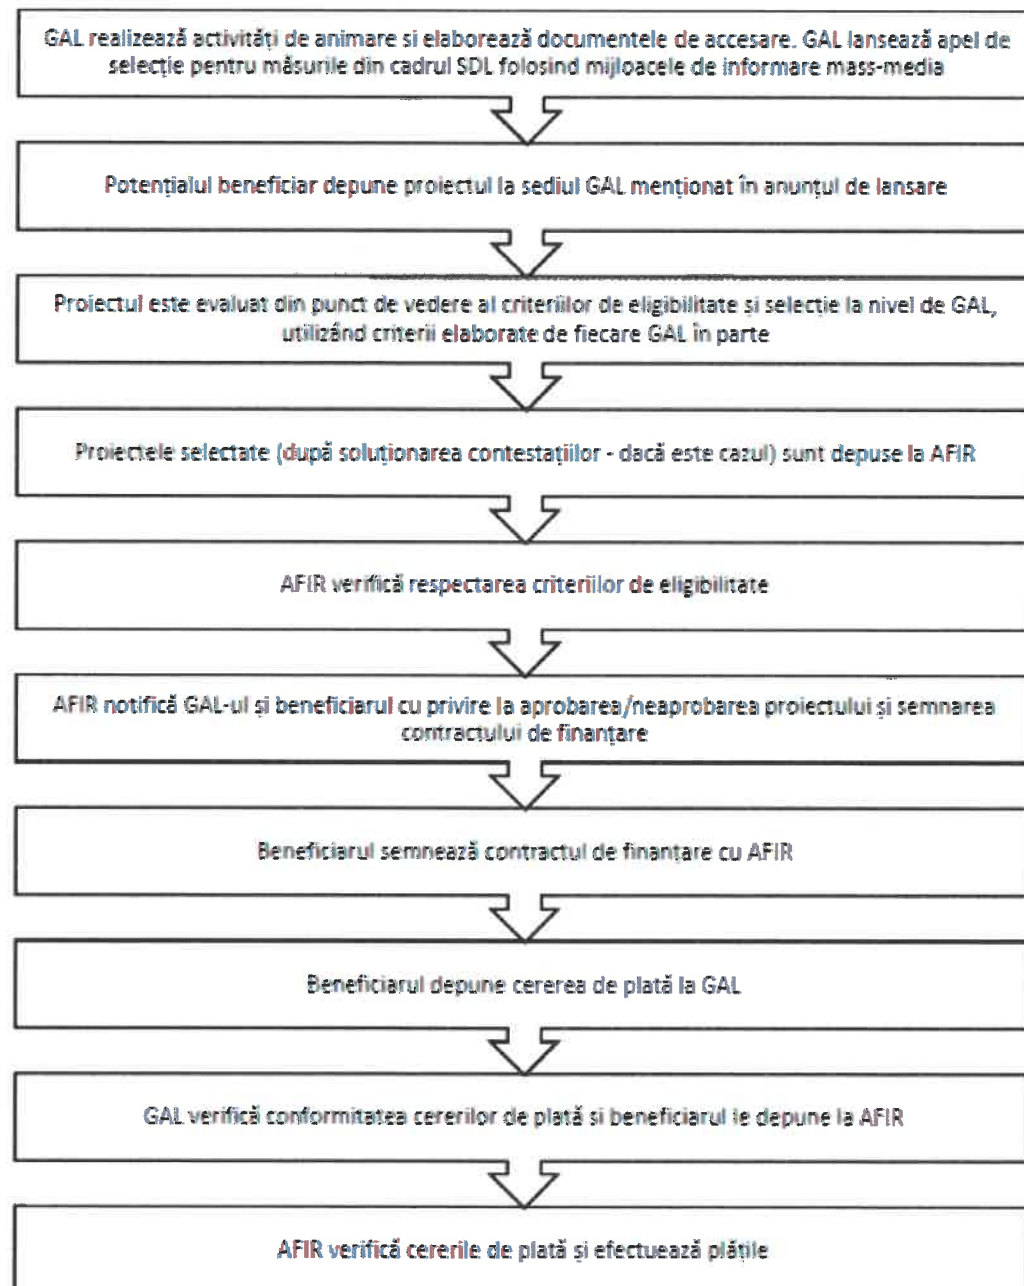 GAL realizează activități de animare si elaborează documentele de accesare. GAL lansează apel de
selecție pentru măsurile din cadrul SDL folosind mijloacele de informare mass-media
Potențialul beneficiar depune proiectul la sediul GAL menționat în anunțul de lansare
Proiectul este evaluat din punct de vedere al criteriilor de eligibilitate și selecție la nivel de GAL,
utilizând criterii elaborate de fiecare GAL în parte
Proiectele selectate (după soluționarea contestațiilor - dacă este cazul) sunt depuse la AFIR
AFIR verifică respectarea criteriilor de eligibilitate
AFIR notifică GAL-ul și beneficiarul cu privire la aprobarea/neaprobarea proiectului și semnarea
contractului de finanțare
Beneficiarul semnează contractul de finanțare cu AFIR
Beneficiarul depune cererea de plată la GAL
GAL verifică conformitatea cererilor de plată si beneficiarul le depune la AFIR
AFIR verifică cererile de plată și efectuează plățile